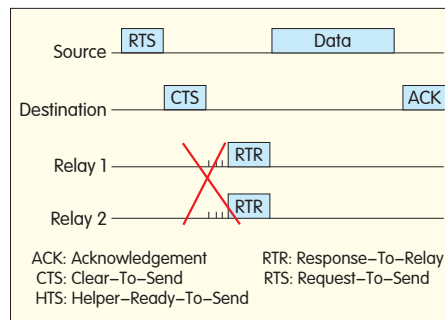 Source RTS Data
Destination CTS ACK
Relay 1 RTR
Relay 2 RTR
ACK: Acknowledgement RTR: Response–To–Relay
CTS: Clear–To–Send RTS: Request–To–Send
HTS: Helper–Ready–To–Send